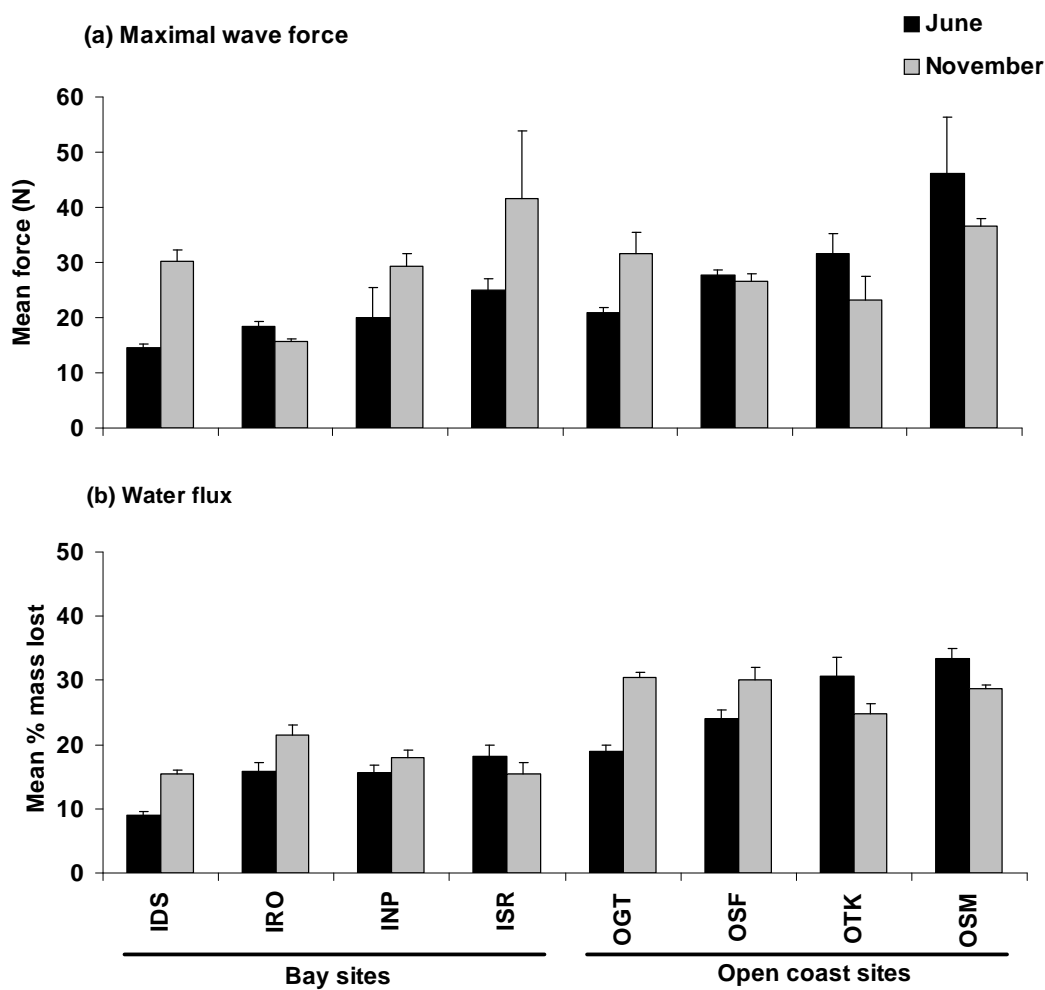 (a) Maximal wave force
June
November
Mean force (N)
60
50
40
30
20
10
0
(b) Water flux
Mean % mass lost
50
40
30
20
10
0
IDS
IRO
INP
ISR
OGT
OSF
OTK
OSM
Bay sites
Open coast sites